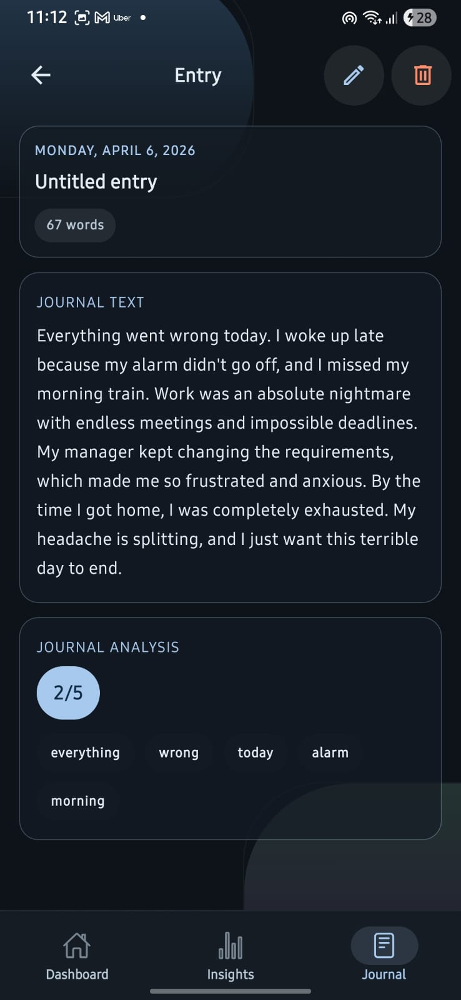 11:12 Uber 28
Entry
MONDAY, APRIL 6, 2026
Untitled entry
67 words
JOURNAL TEXT
Everything went wrong today. I woke up late
because my alarm didn't go off, and I missed my
morning train. Work was an absolute nightmare
with endless meetings and impossible deadlines.
My manager kept changing the requirements,
which made me so frustrated and anxious. By the
time I got home, I was completely exhausted. My
headache is splitting, and I just want this terrible
day to end.
JOURNAL ANALYSIS
2/5
everything wrong today alarm
morning
Dashboard Insights Journal